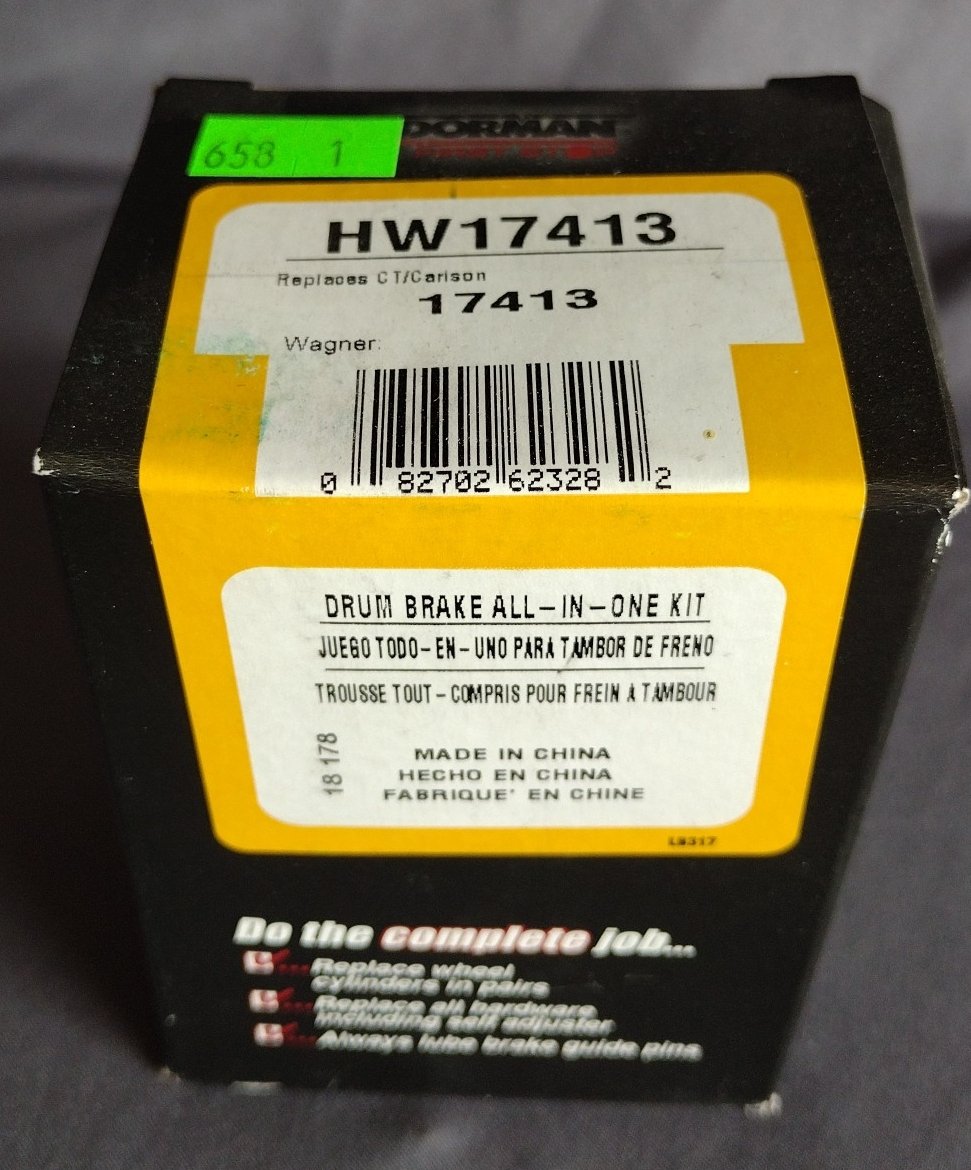 658 1
DORMAN
FIRST STOP
HW17413
Replaces CT/Carlson
17413
Wagner:
0 82702 62328 2
DRUM BRAKE ALL-IN-ONE KIT
JUEGO TODO-EN-UNO PARA TAMBOR DE FRENO
TROUSSE TOUT-COMPRIS POUR FREIN A TAMBOUR
18 178
MADE IN CHINA
HECHO EN CHINA
FABRIQUE' EN CHINE
L8317
Do the complete job...
Replace wheel
cylinders in pairs
Replace all hardware
including self adjuster
Always lube brake guide pins